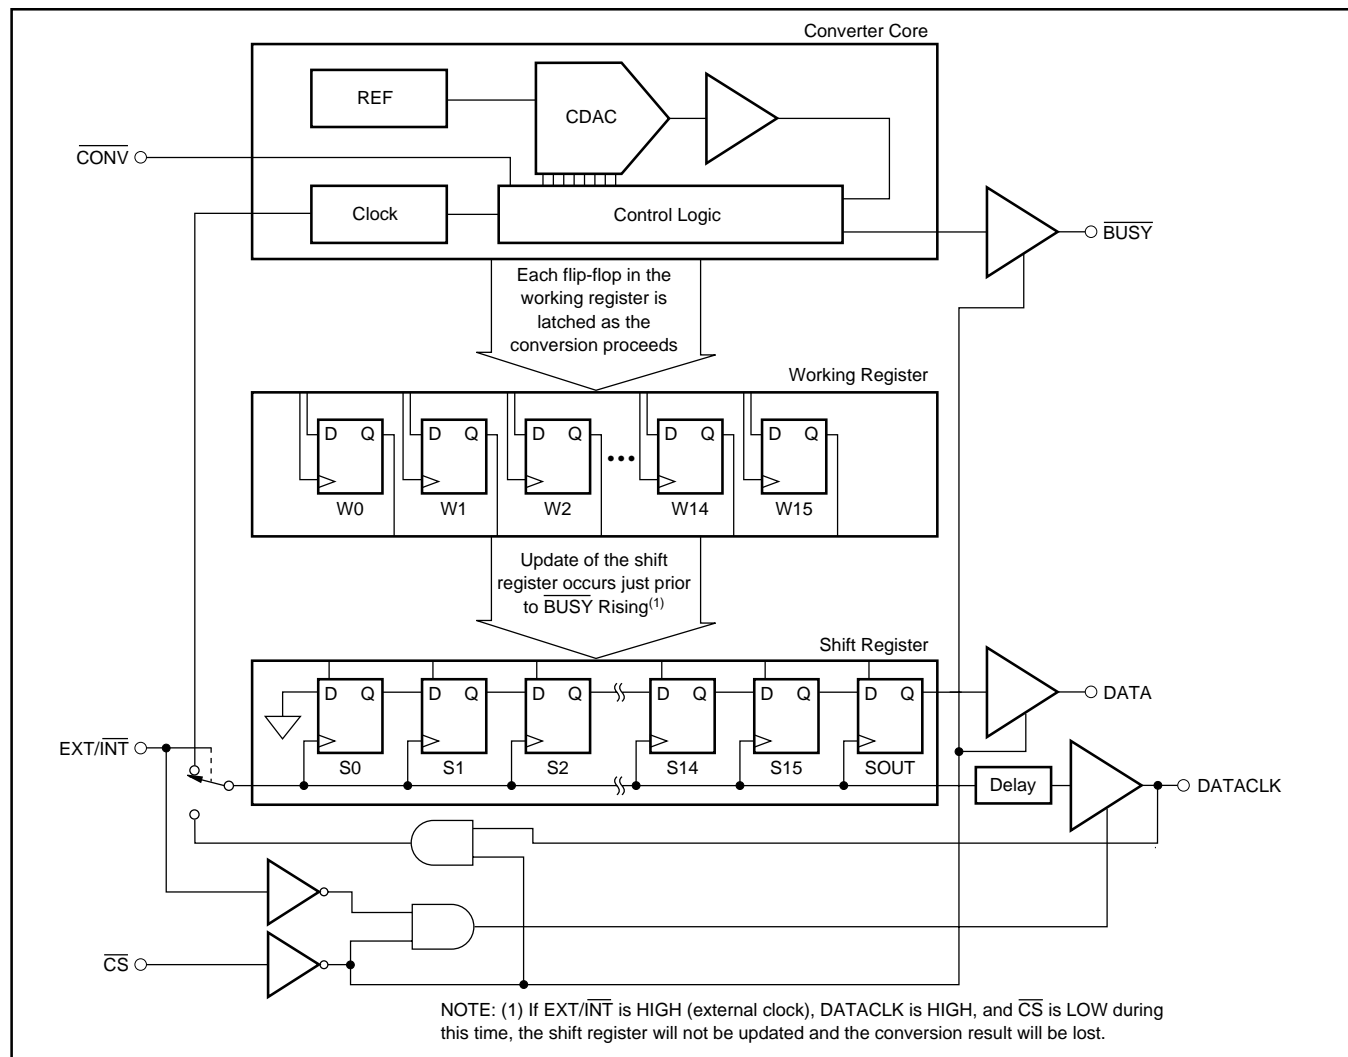 Converter Core
REF
CDAC
CONV
Clock
Control Logic
BUSY
Each flip-flop in the
working register is
latched as the
conversion proceeds
Working Register
D Q D Q D Q ••• D Q D Q
W0 W1 W2 W14 W15
Update of the shift
register occurs just prior
to BUSY Rising(1)
Shift Register
D Q D Q D Q D Q D Q D Q
DATA
EXT/INT
S0 S1 S2 S14 S15 SOUT
Delay
DATACLK
CS
NOTE: (1) If EXT/INT is HIGH (external clock), DATACLK is HIGH, and CS is LOW during
this time, the shift register will not be updated and the conversion result will be lost.